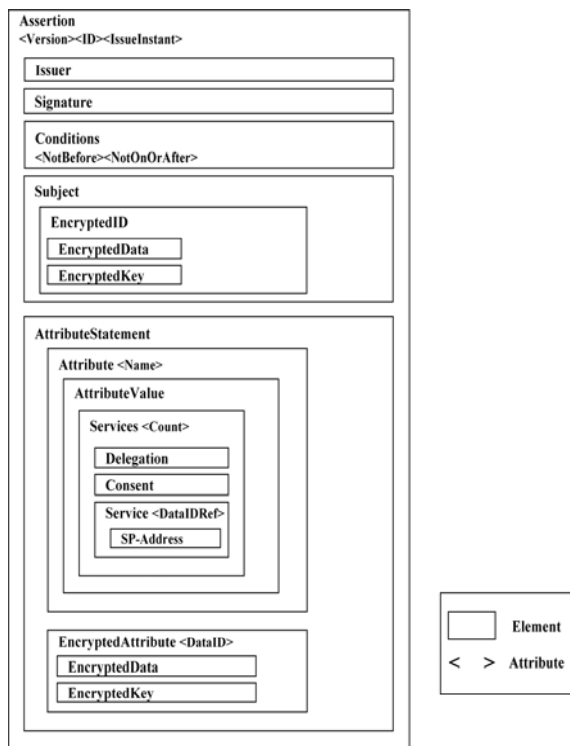 Assertion
<Version><ID><IssueInstant>
Issuer
Signature
Conditions
<NotBefore><NotOnOrAfter>
Subject
EncryptedID
EncryptedData
EncryptedKey
AttributeStatement
Attribute <Name>
AttributeValue
Services <Count>
Delegation
Consent
Service <DataIDRef>
SP-Address
EncryptedAttribute <DataID>
EncryptedData
EncryptedKey
Element
< > Attribute